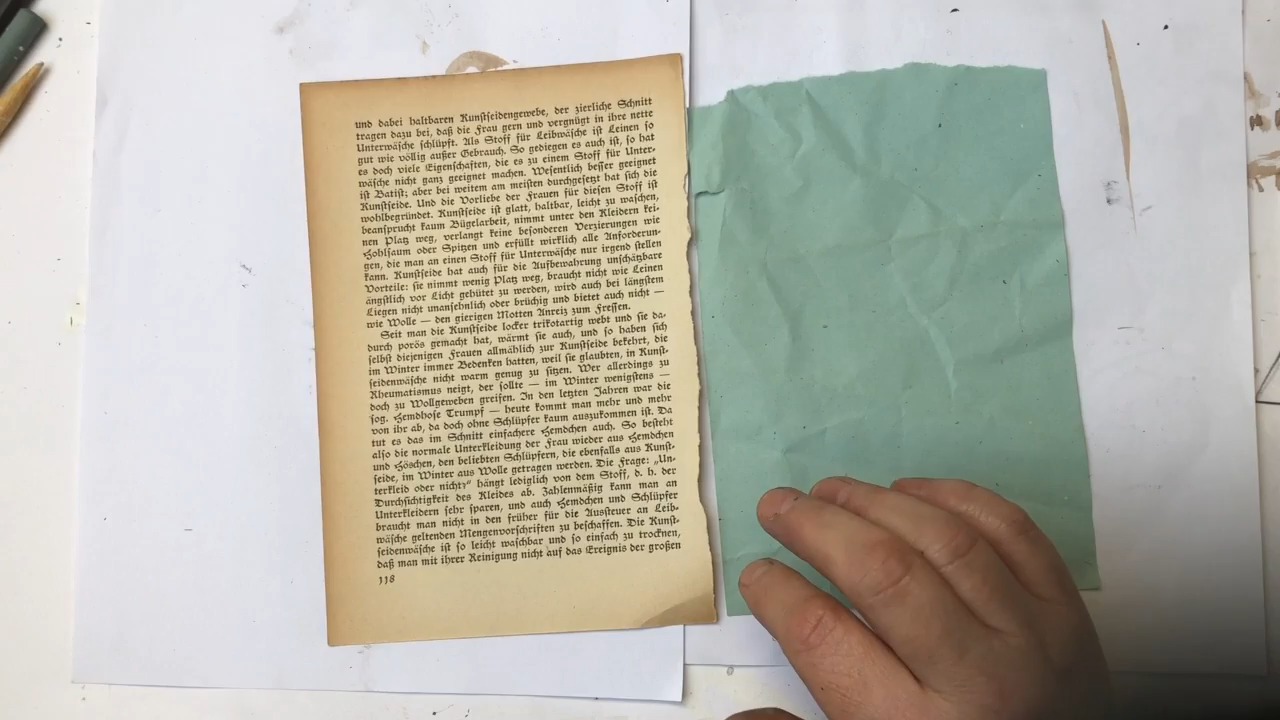 und dabei haltbaren Kunstseidengewebe, der zierliche Schnitt
tragen dazu bei, daß die Frau gern und vergnügt in ihre nette
Unterwäsche schlüpft. Als Stoff für Leibwäsche ist Leinen so
gut wie völlig außer Gebrauch. So gediegen es auch ist, so hat
es doch viele Eigenschaften, die es zu einem Stoff für Unter-
wäsche nicht ganz geeignet machen. Wesentlich besser geeignet
ist Batist; aber bei weitem am meisten durchgesetzt hat sich die
Kunstseide. Und die Vorliebe der Frauen für diesen Stoff ist
wohlbegründet. Kunstseide ist glatt, haltbar, leicht zu waschen,
beansprucht kaum Bügelarbeit, nimmt unter den Kleidern kei-
nen Platz weg, verlangt keine besonderen Verzierungen wie
Hohlsaum oder Spitzen und erfüllt wirklich alle Anforderun-
gen, die man an einen Stoff für Unterwäsche nur irgend stellen
kann. Kunstseide hat auch für die Aufbewahrung unschätzbare
Vorteile: sie nimmt wenig Platz weg, braucht nicht wie Leinen
ängstlich vor Licht gehütet zu werden, wird auch bei längstem
Liegen nicht unansehnlich oder brüchig und bietet auch nicht —
wie Wolle — den gierigen Motten Anreiz zum Fressen.
Seit man die Kunstseide locker trikotartig webt und sie da-
durch porös gemacht hat, wärmt sie auch, und so haben sich
selbst diejenigen Frauen allmählich zur Kunstseide bekehrt, die
im Winter immer Bedenken hatten, weil sie glaubten, in Kunst-
seidenwäsche nicht warm genug zu sitzen. Wer allerdings zu
Rheumatismus neigt, der sollte — im Winter wenigstens —
doch zu Wollgeweben greifen. In den letzten Jahren war die
sog. Hemdhose Trumpf — heute kommt man mehr und mehr
von ihr ab, da doch ohne Schlüpfer kaum auszukommen ist. Da
tut es das im Schnitt einfachere Hemdchen auch. So besteht
also die normale Unterkleidung der Frau wieder aus Hemdchen
und Höschen, den beliebten Schlüpfern, die ebenfalls aus Kunst-
seide, im Winter aus Wolle getragen werden. Die Frage: „Un-
terkleid oder nicht?“ hängt lediglich von dem Stoff, d. h. der
Durchsichtigkeit des Kleides ab. Zahlenmäßig kann man an
Unterkleidern sehr sparen, und auch Hemdchen und Schlüpfer
braucht man nicht in den früher für die Aussteuer an Leib-
wäsche geltenden Mengenvorschriften zu beschaffen. Die Kunst-
seidenwäsche ist so leicht waschbar und so einfach zu trocknen,
daß man mit ihrer Reinigung nicht auf das Ereignis der großen
118